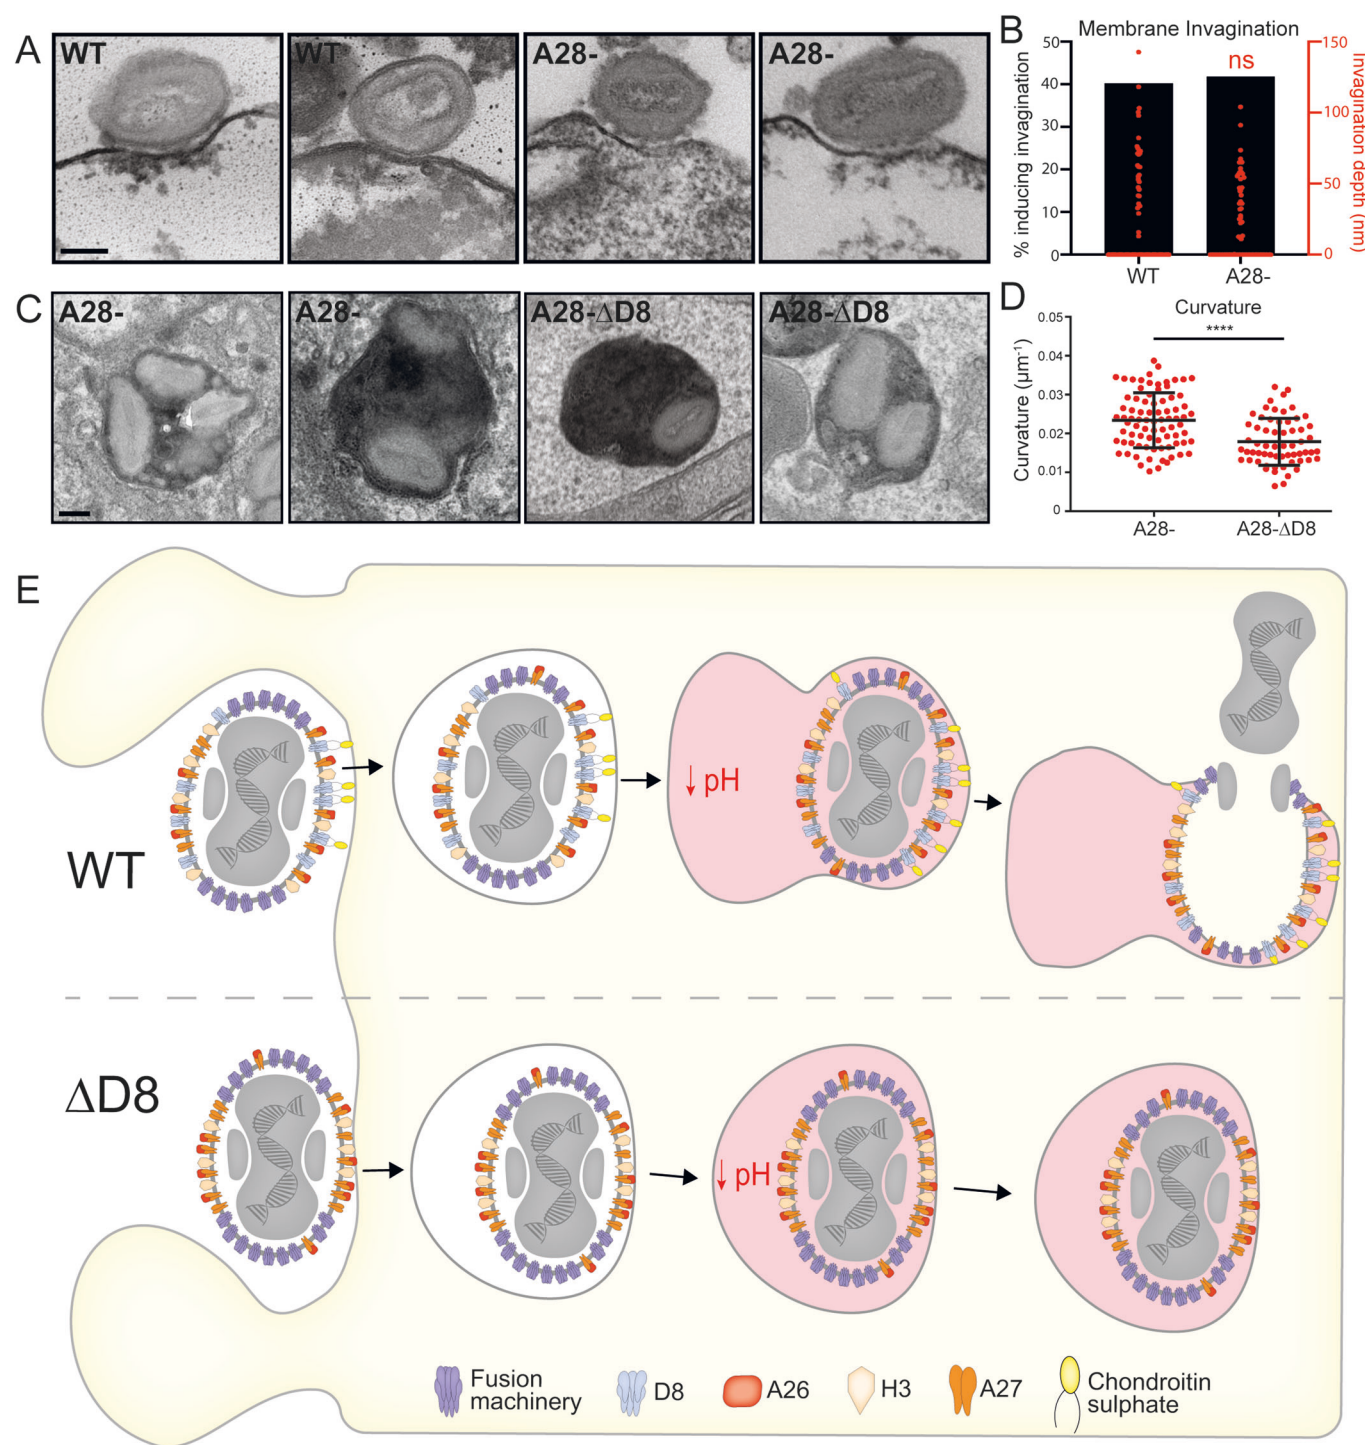 A
WT
WT
A28-
A28-
B
Membrane Invagination
ns
50
40
30
20
10
0
% inducing invagination
150
100
50
0
Invagination depth (nm)
WT
A28-
C
A28-
A28-
A28-ΔD8
A28-ΔD8
D
Curvature
****
0.05
0.04
0.03
0.02
0.01
0
Curvature (µm⁻¹)
A28-
A28-ΔD8
E
WT
↓ pH
ΔD8
↓ pH
Fusion
machinery
D8
A26
H3
A27
Chondroitin
sulphate